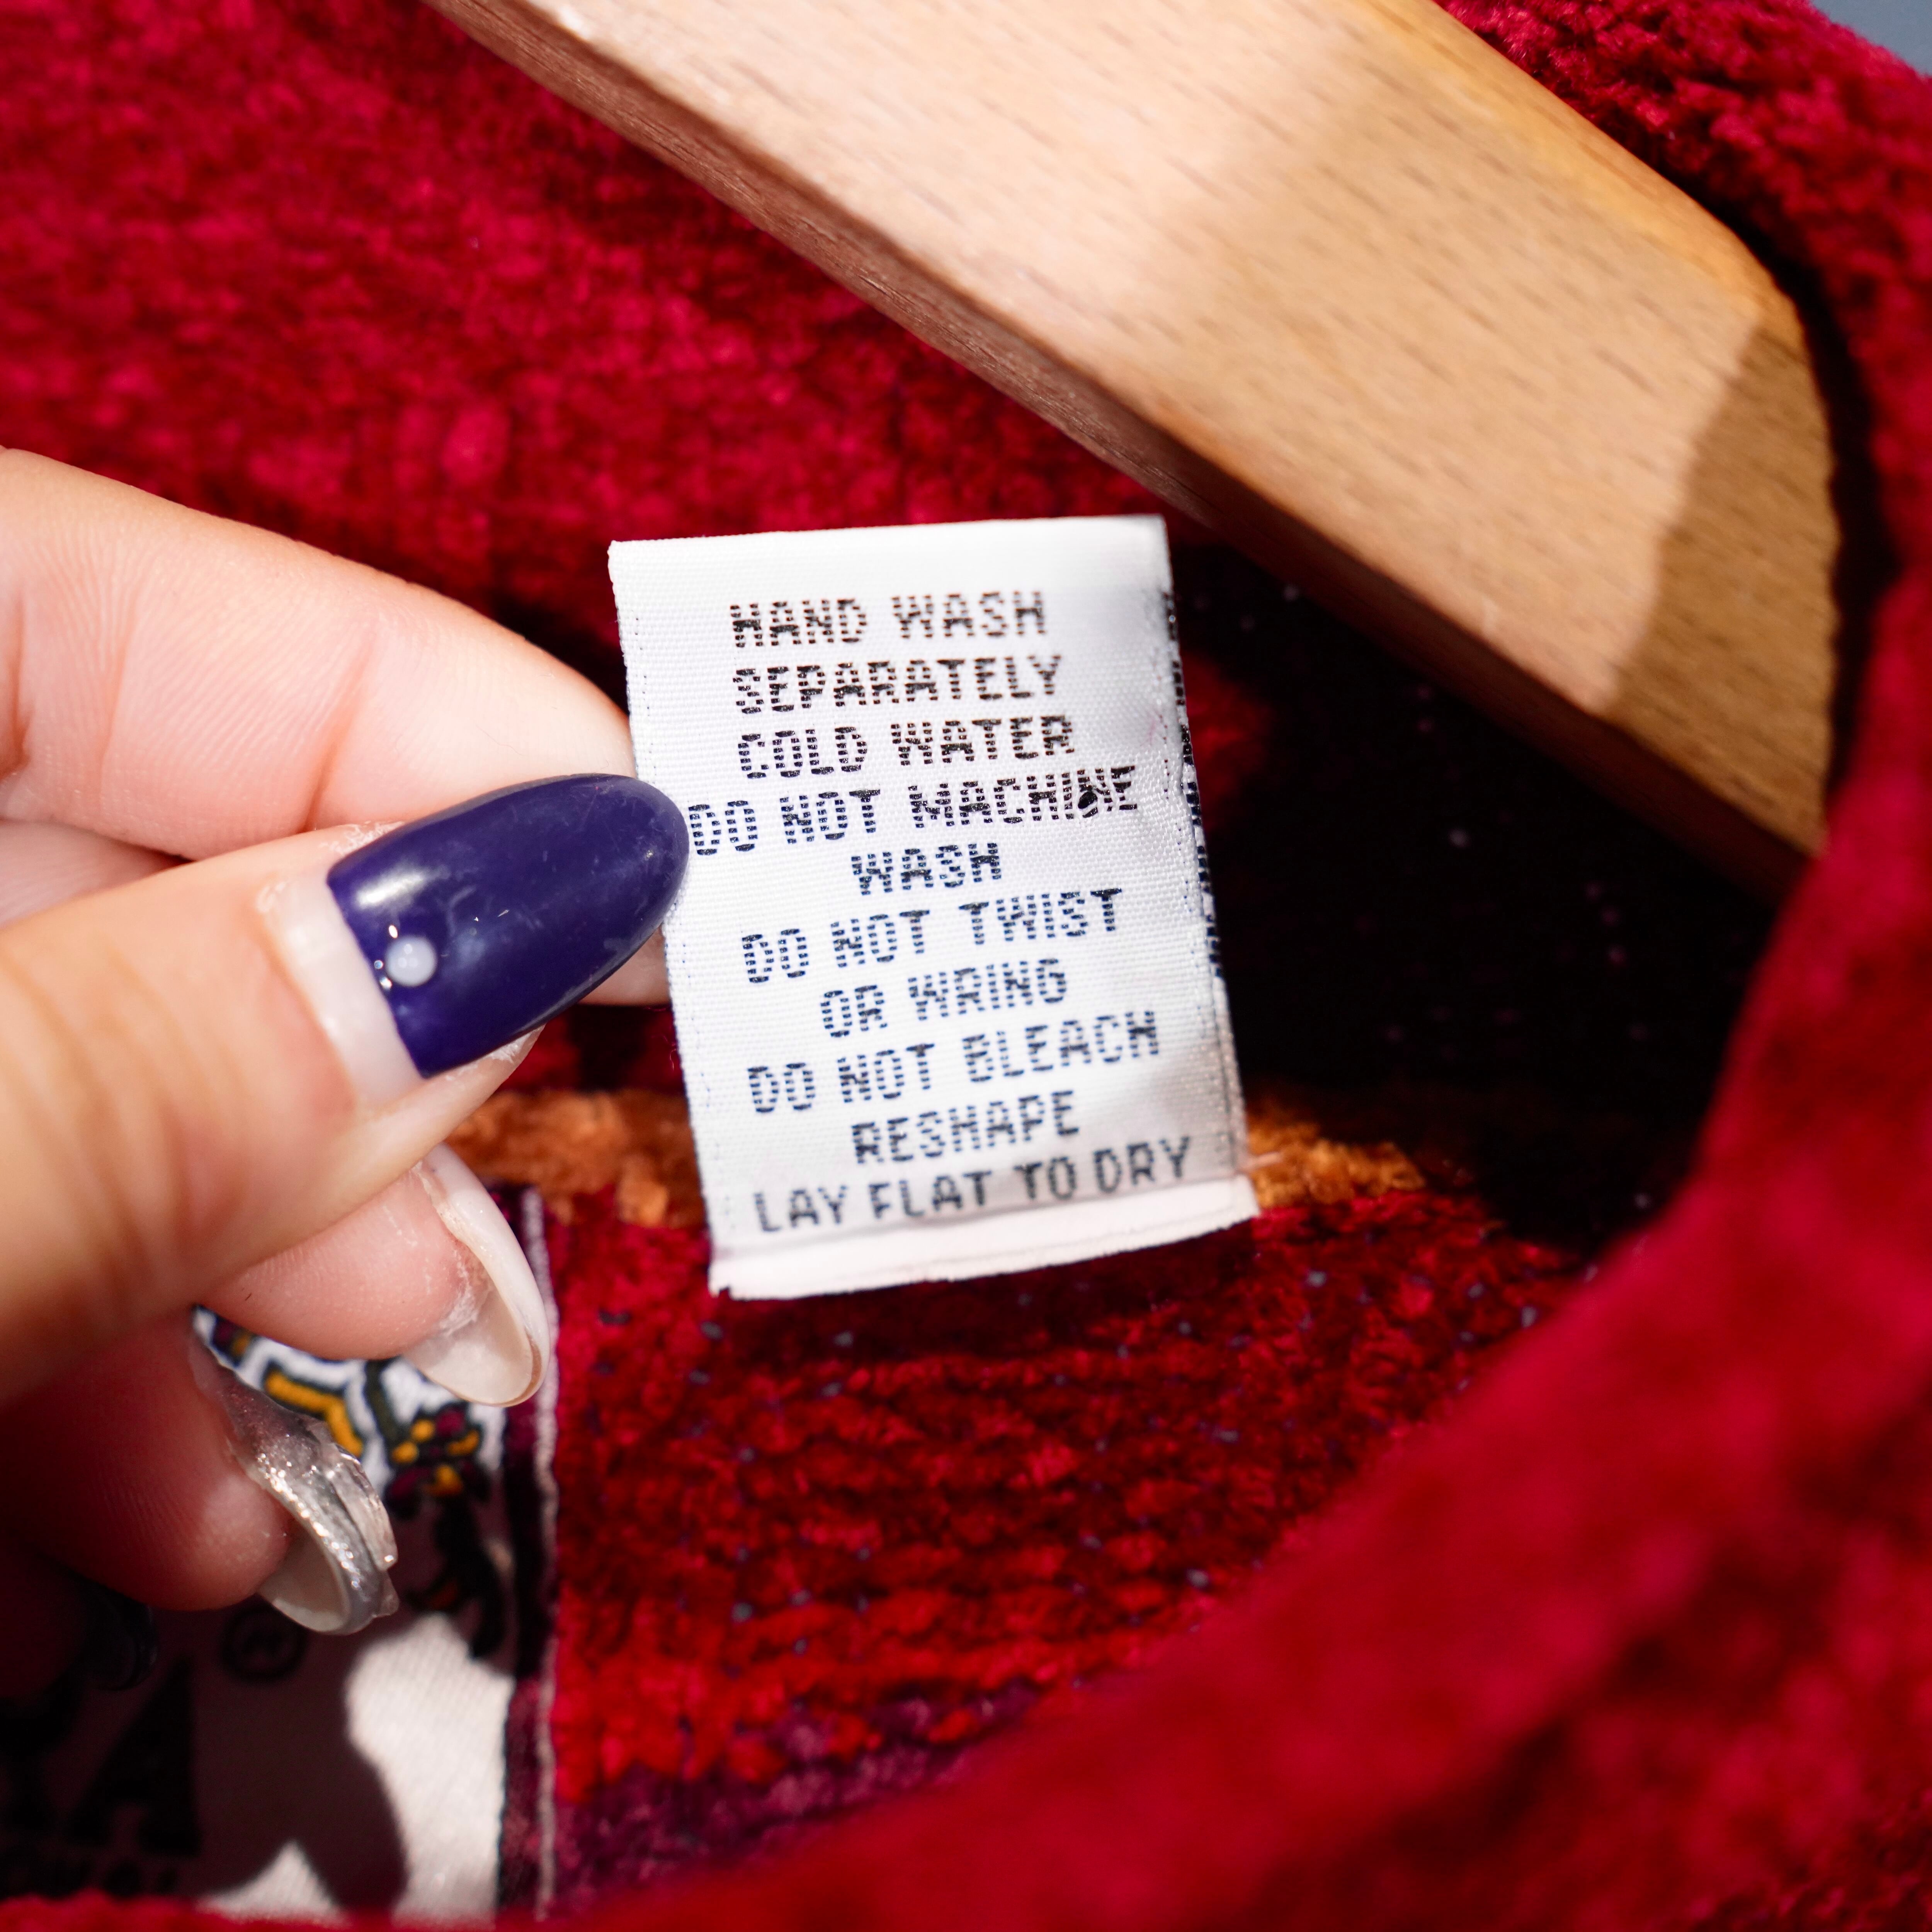 HAND WASH
SEPARATELY
COLD WATER
DO NOT MACHINE
WASH
DO NOT TWIST
OR WRING
DO NOT BLEACH
RESHAPE
LAY FLAT TO DRY
®